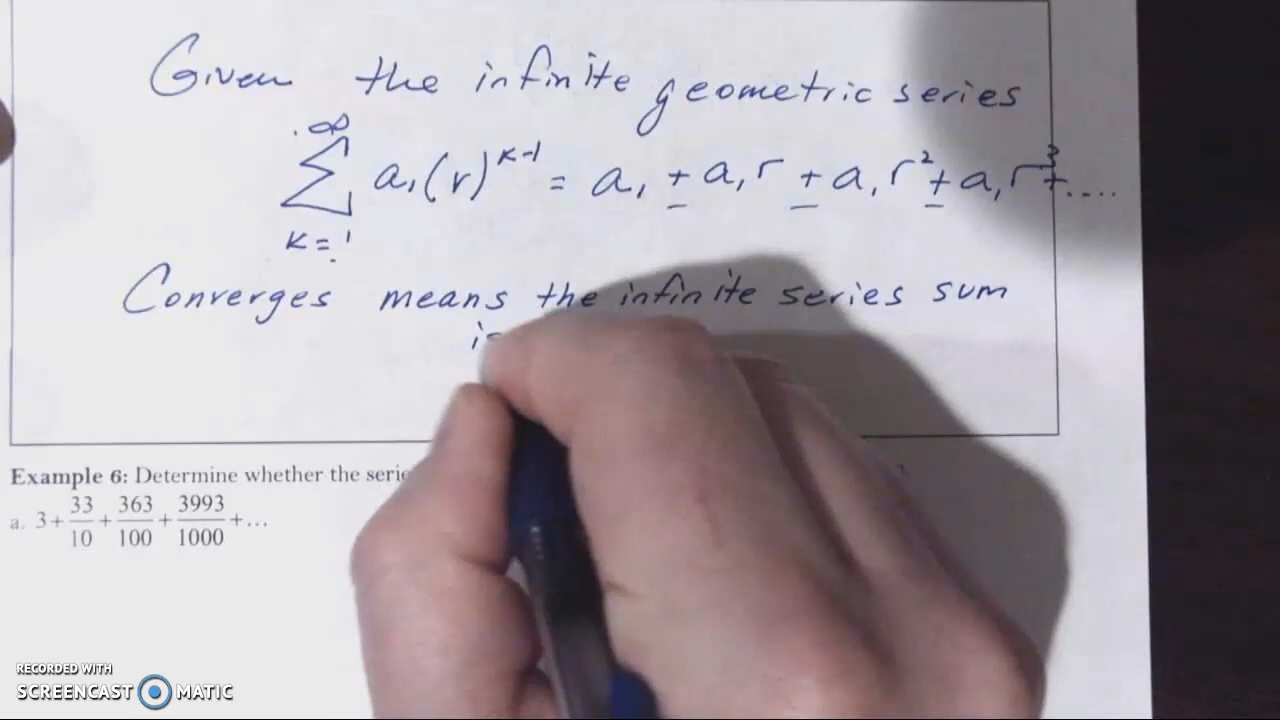 Given the infinite geometric series
∞
∑ a₁(r)^(K-1) = a₁ + a₁r + a₁r² + a₁r³ + ....
K=1
Converges means the infinite series sum
is
Example 6: Determine whether the
a. 3 + 33/10 + 363/100 + 3993/1000 + ...
RECORDED WITH
SCREENCAST MATIC